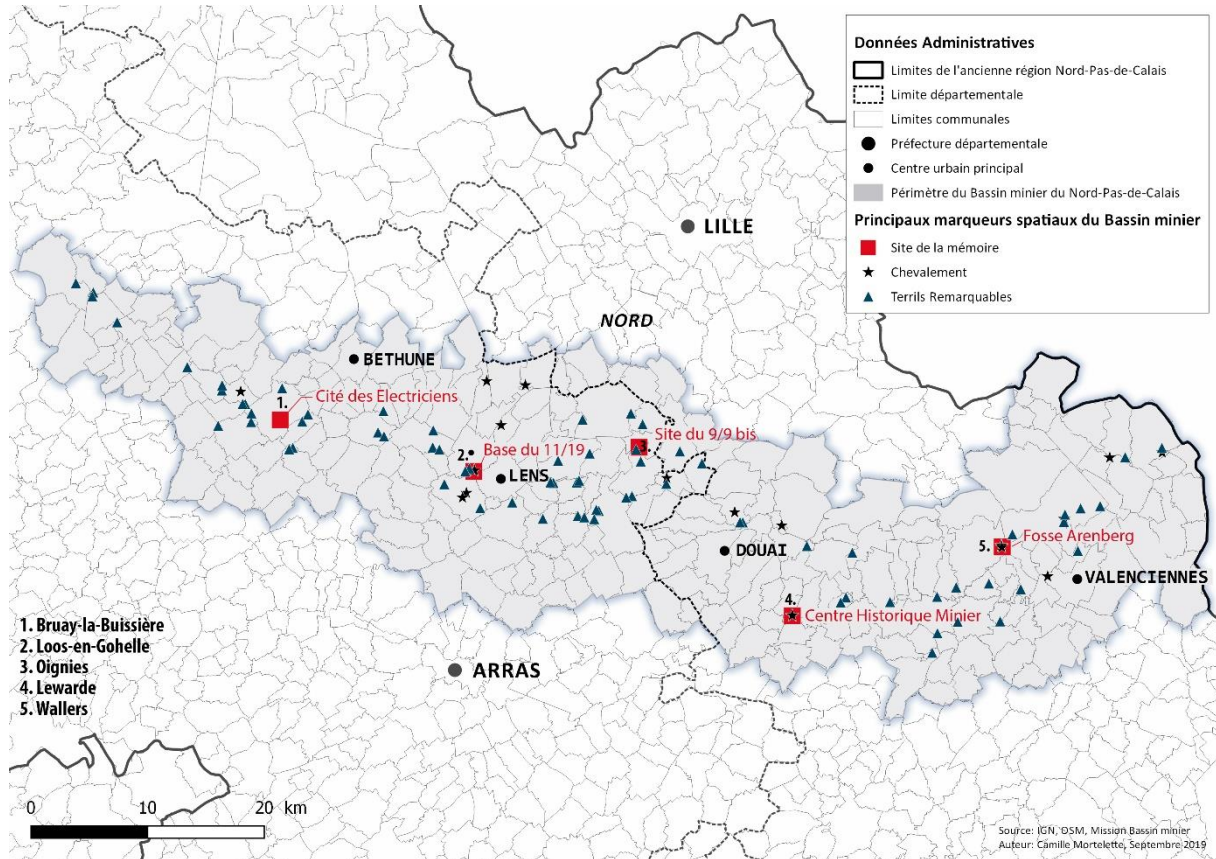 Données Administratives
Limites de l'ancienne région Nord-Pas-de-Calais
Limite départementale
Limites communales
Préfecture départementale
Centre urbain principal
Périmètre du Bassin minier du Nord-Pas-de-Calais
Principaux marqueurs spatiaux du Bassin minier
Site de la mémoire
Chevalement
Terrils Remarquables
LILLE
NORD
BETHUNE
1.
Cité des Electriciens
Site du 9/9 bis
3.
2.
Base du 11/19
LENS
DOUAI
5.
Fosse Arenberg
VALENCIENNES
4.
Centre Historique Minier
ARRAS
1. Bruay-la-Buissière
2. Loos-en-Gohelle
3. Oignies
4. Lewarde
5. Wallers
0 10 20 km
Source: IGN, OSM, Mission Bassin minier
Auteur: Camille Mortelette, Septembre 2019